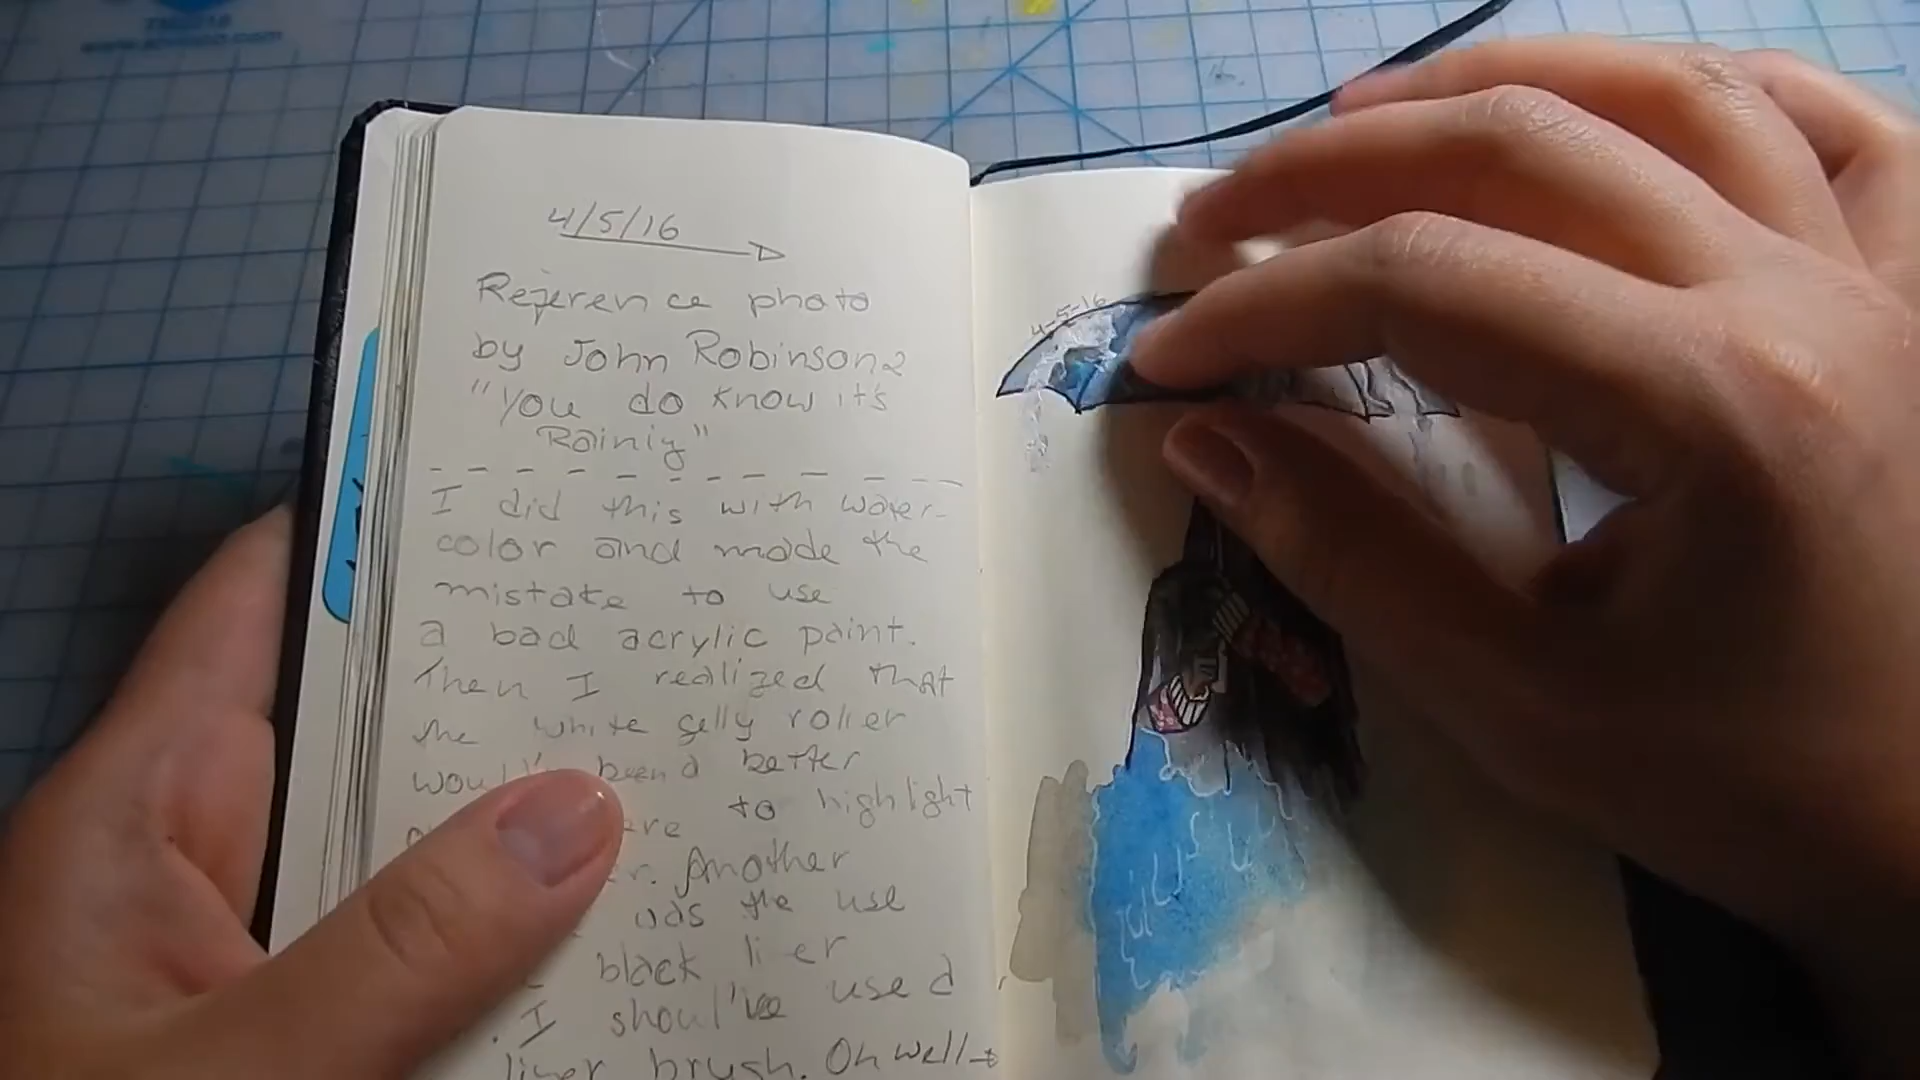 4/5/16
Reference photo
by John Robinson2
"You do know it's
Rainiy"
I did this with water-
color and made the
mistake to use
a bad acrylic paint.
Then I realized that
the white gelly roller
been a better
to highlight
Another
the use
black
I shoul've used
liner brush. Oh well
4-5-16